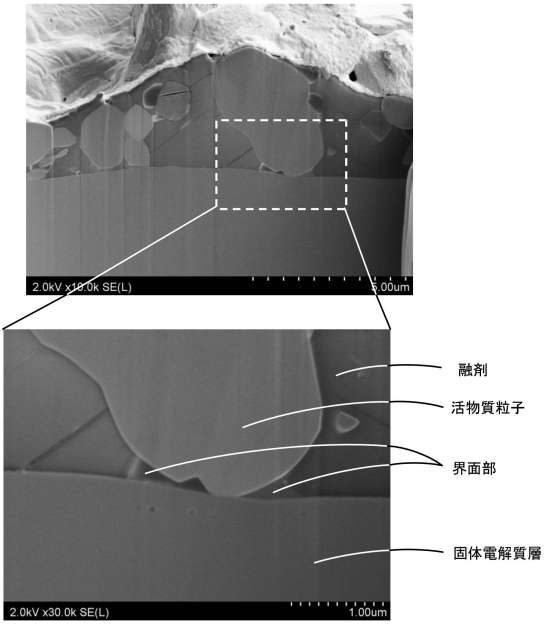 2.0kV x10.0k SE(L)
5.00um
融剤
活物質粒子
界面部
固体電解質層
2.0kV x30.0k SE(L)
1.00um